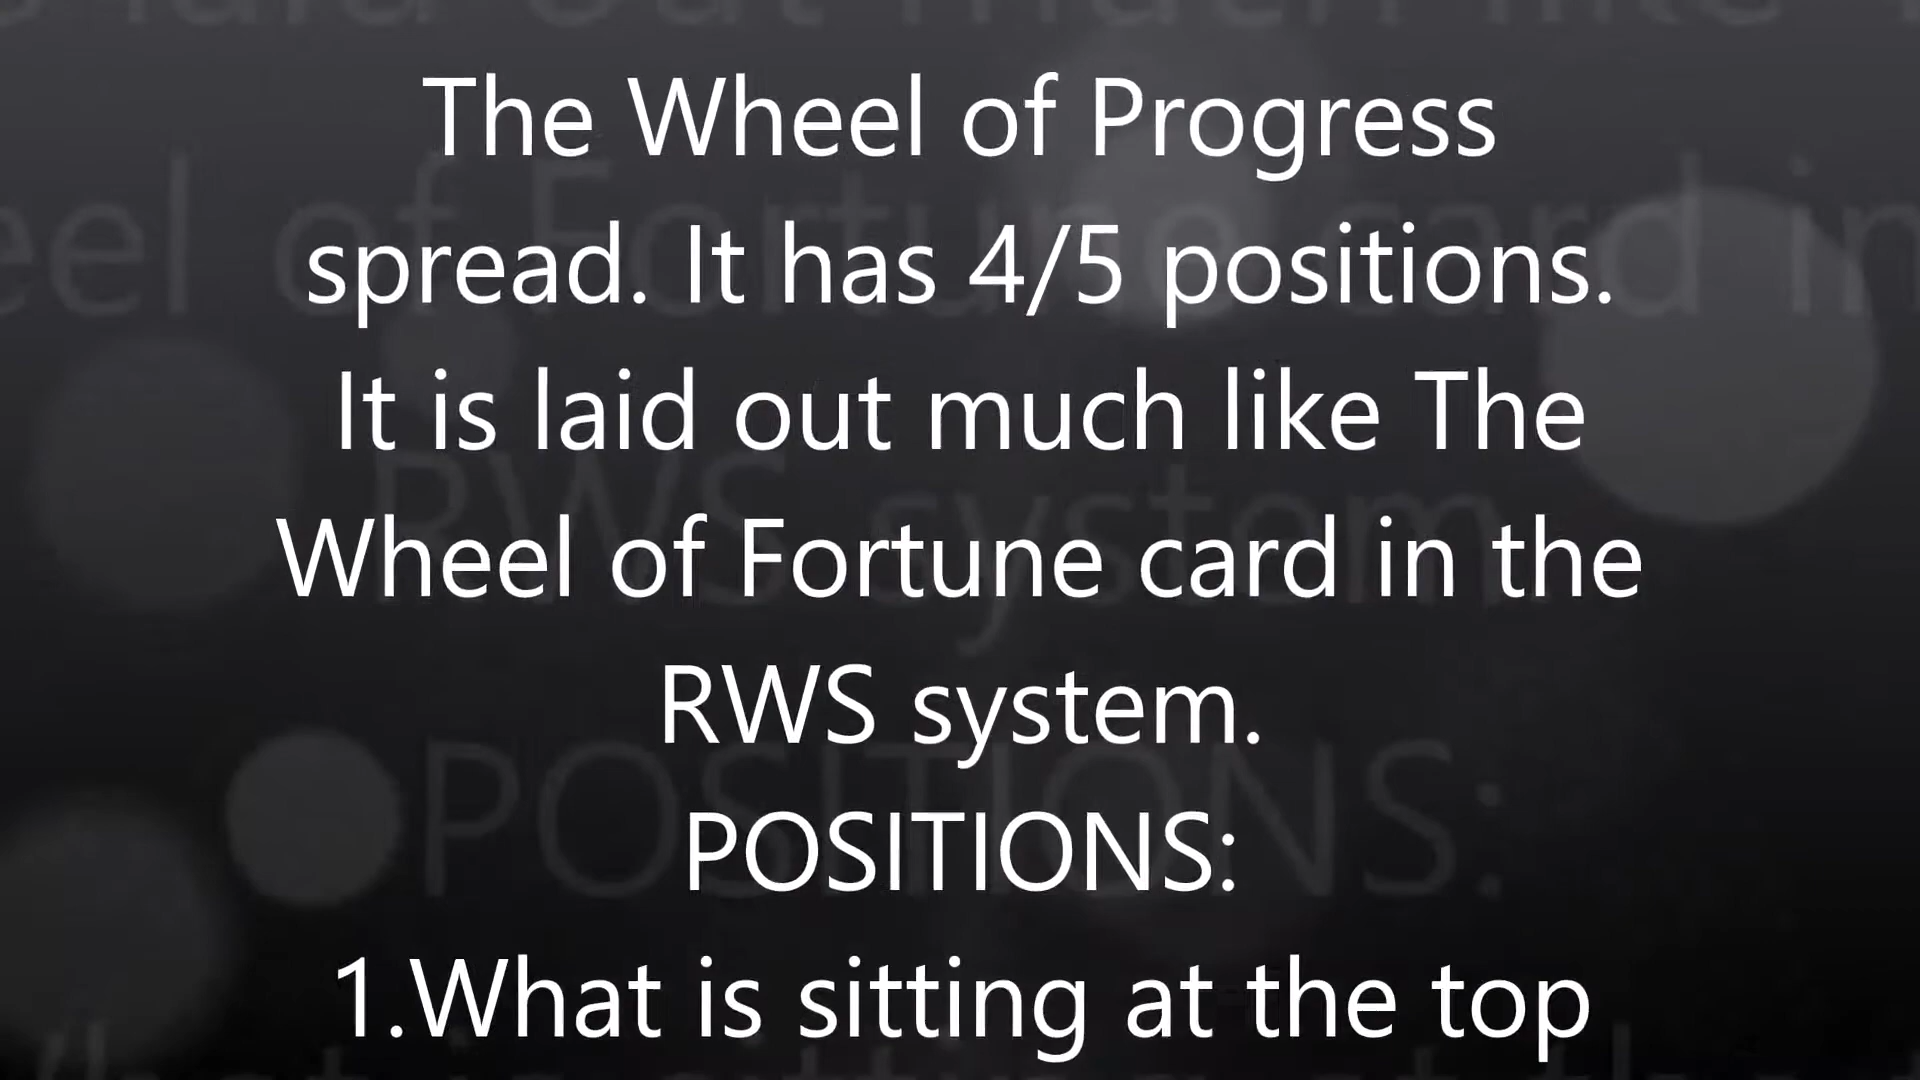 The Wheel of Progress
spread. It has 4/5 positions.
It is laid out much like The
Wheel of Fortune card in the
RWS system.
POSITIONS:
1.What is sitting at the top